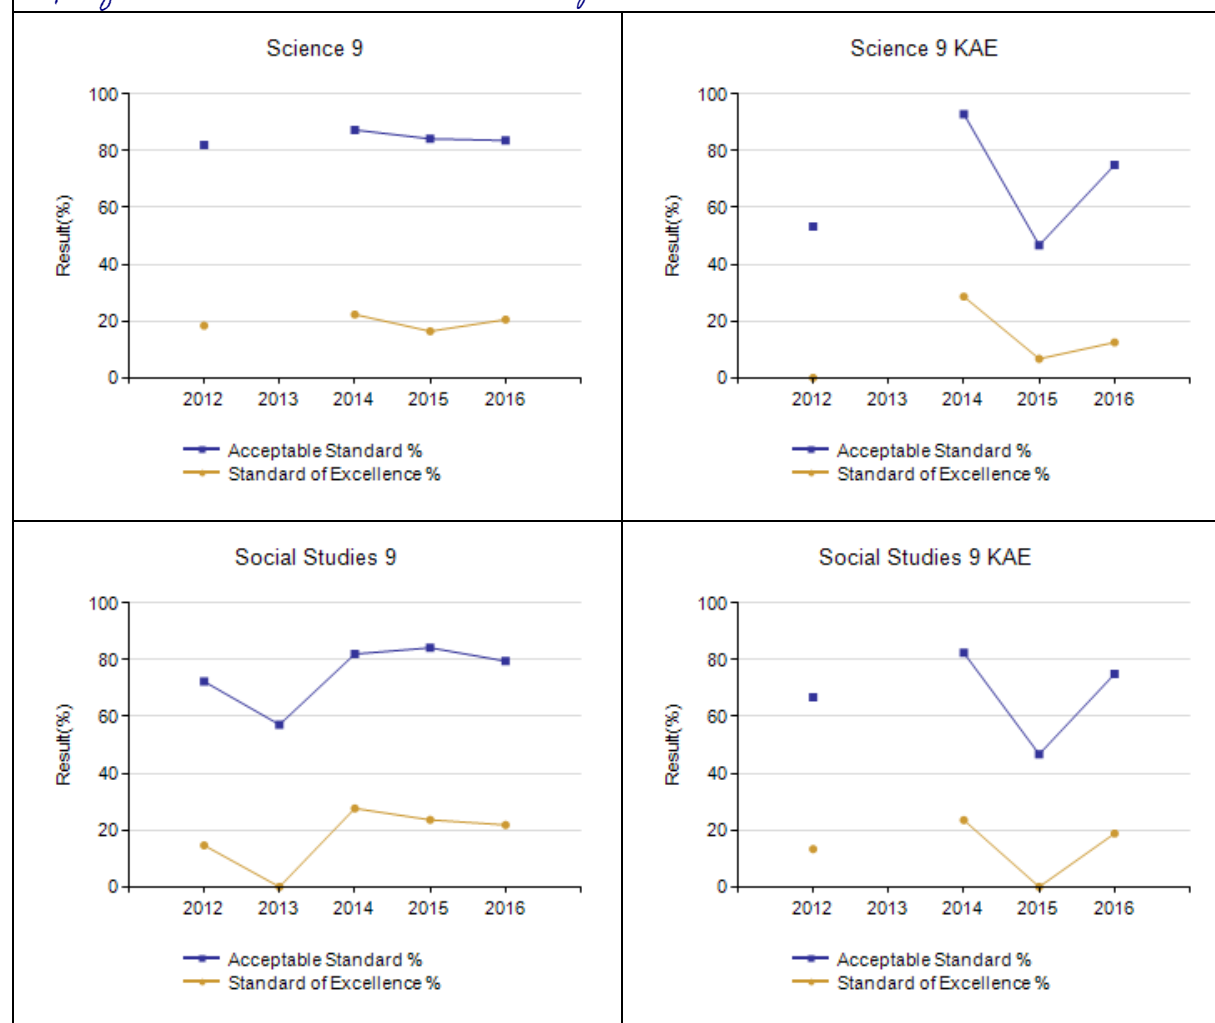 Science 9
100
80
60
40
20
0
Result(%)
2012 2013 2014 2015 2016
Acceptable Standard %
Standard of Excellence %
Science 9 KAE
100
80
60
40
20
0
Result(%)
2012 2013 2014 2015 2016
Acceptable Standard %
Standard of Excellence %
Social Studies 9
100
80
60
40
20
0
Result(%)
2012 2013 2014 2015 2016
Acceptable Standard %
Standard of Excellence %
Social Studies 9 KAE
100
80
60
40
20
0
Result(%)
2012 2013 2014 2015 2016
Acceptable Standard %
Standard of Excellence %